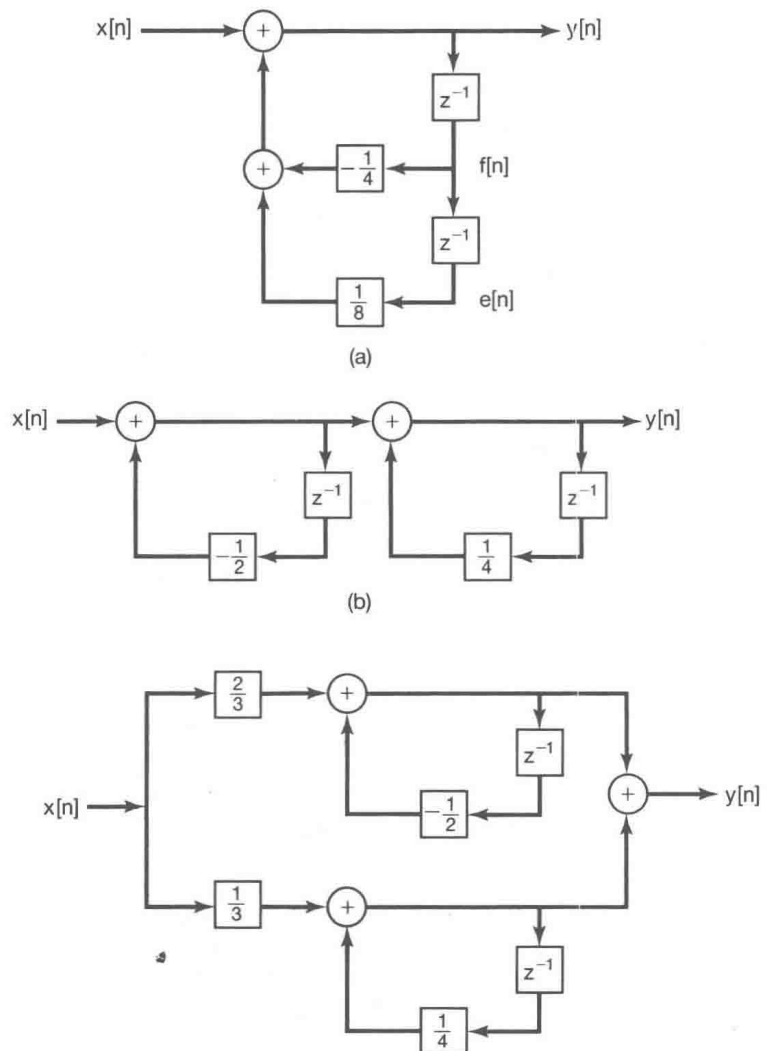 x[n] + y[n]
z⁻¹
+ -1/4 f[n]
z⁻¹
1/8 e[n]
(a)
x[n] + + y[n]
z⁻¹ z⁻¹
-1/2 1/4
(b)
2/3 +
z⁻¹
x[n] -1/2 + y[n]
1/3 +
z⁻¹
1/4